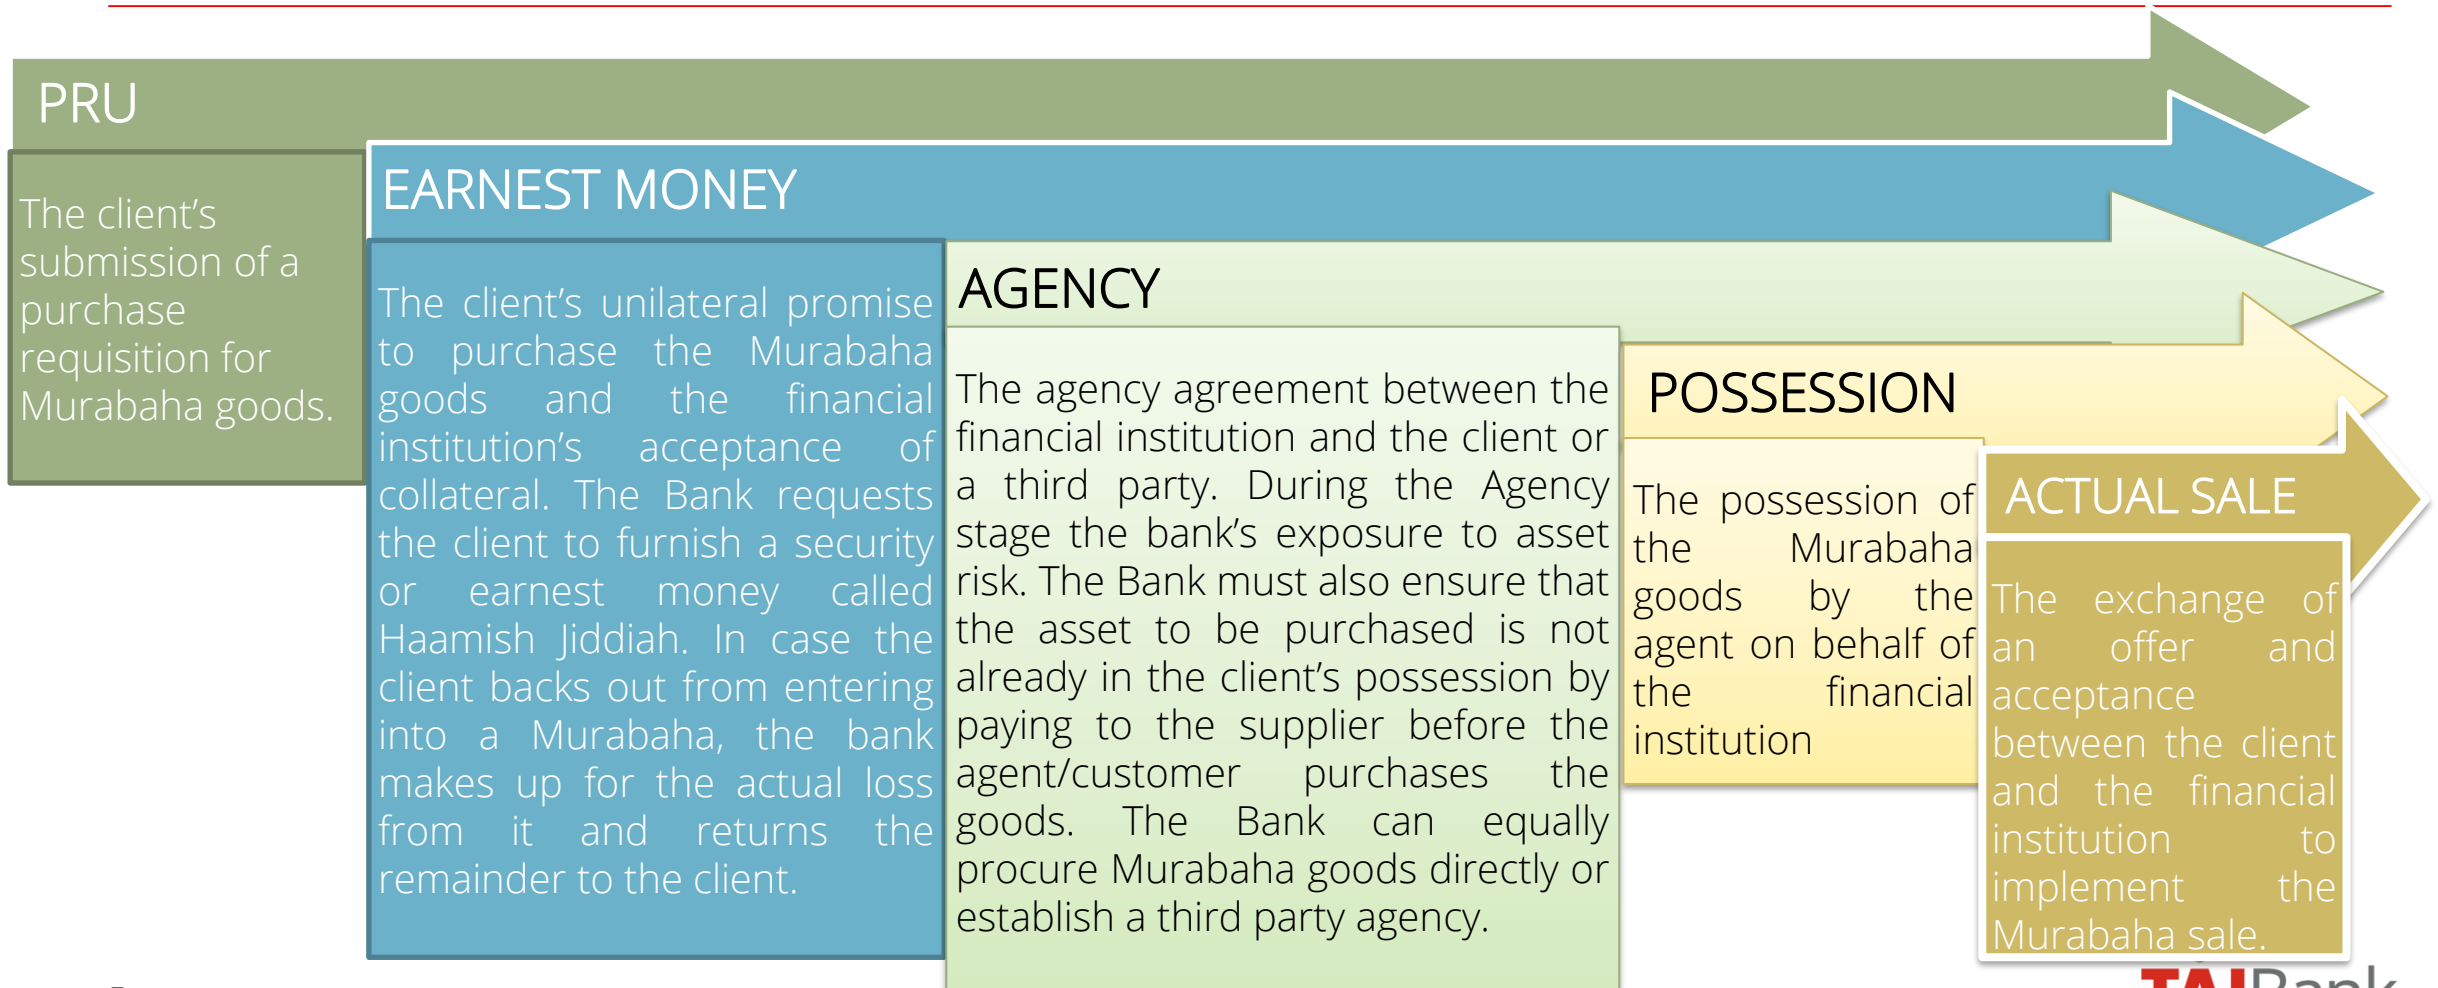 PRU
The client’s
submission of a
purchase
requisition for
Murabaha goods.
EARNEST MONEY
The client’s unilateral promise
to purchase the Murabaha
goods and the financial
institution’s acceptance of
collateral. The Bank requests
the client to furnish a security
or earnest money called
Haamish Jiddiah. In case the
client backs out from entering
into a Murabaha, the bank
makes up for the actual loss
from it and returns the
remainder to the client.
AGENCY
The agency agreement between the
financial institution and the client or
a third party. During the Agency
stage the bank’s exposure to asset
risk. The Bank must also ensure that
the asset to be purchased is not
already in the client’s possession by
paying to the supplier before the
agent/customer purchases the
goods. The Bank can equally
procure Murabaha goods directly or
establish a third party agency.
POSSESSION
The possession of
the Murabaha
goods by the
agent on behalf of
the financial
institution
ACTUAL SALE
The exchange of
an offer and
acceptance
between the client
and the financial
institution to
implement the
Murabaha sale.
TAJBank